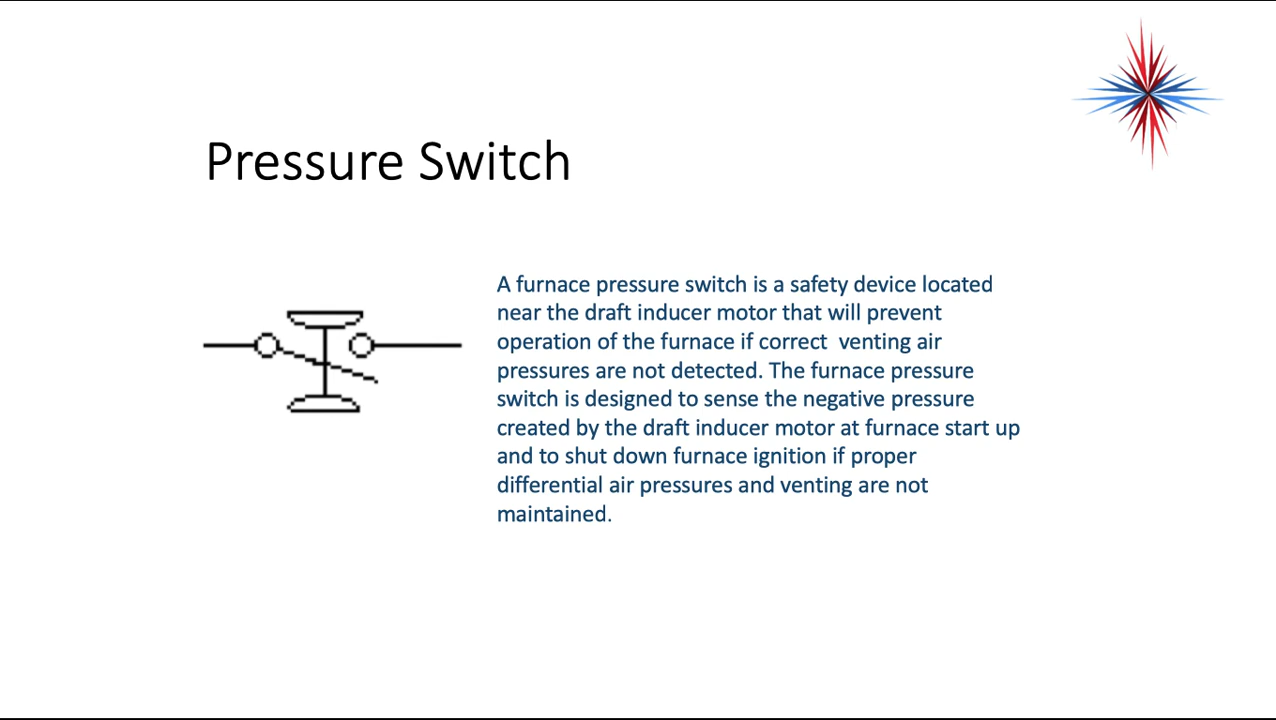 Pressure Switch
A furnace pressure switch is a safety device located
near the draft inducer motor that will prevent
operation of the furnace if correct  venting air
pressures are not detected. The furnace pressure
switch is designed to sense the negative pressure
created by the draft inducer motor at furnace start up
and to shut down furnace ignition if proper
differential air pressures and venting are not
maintained.